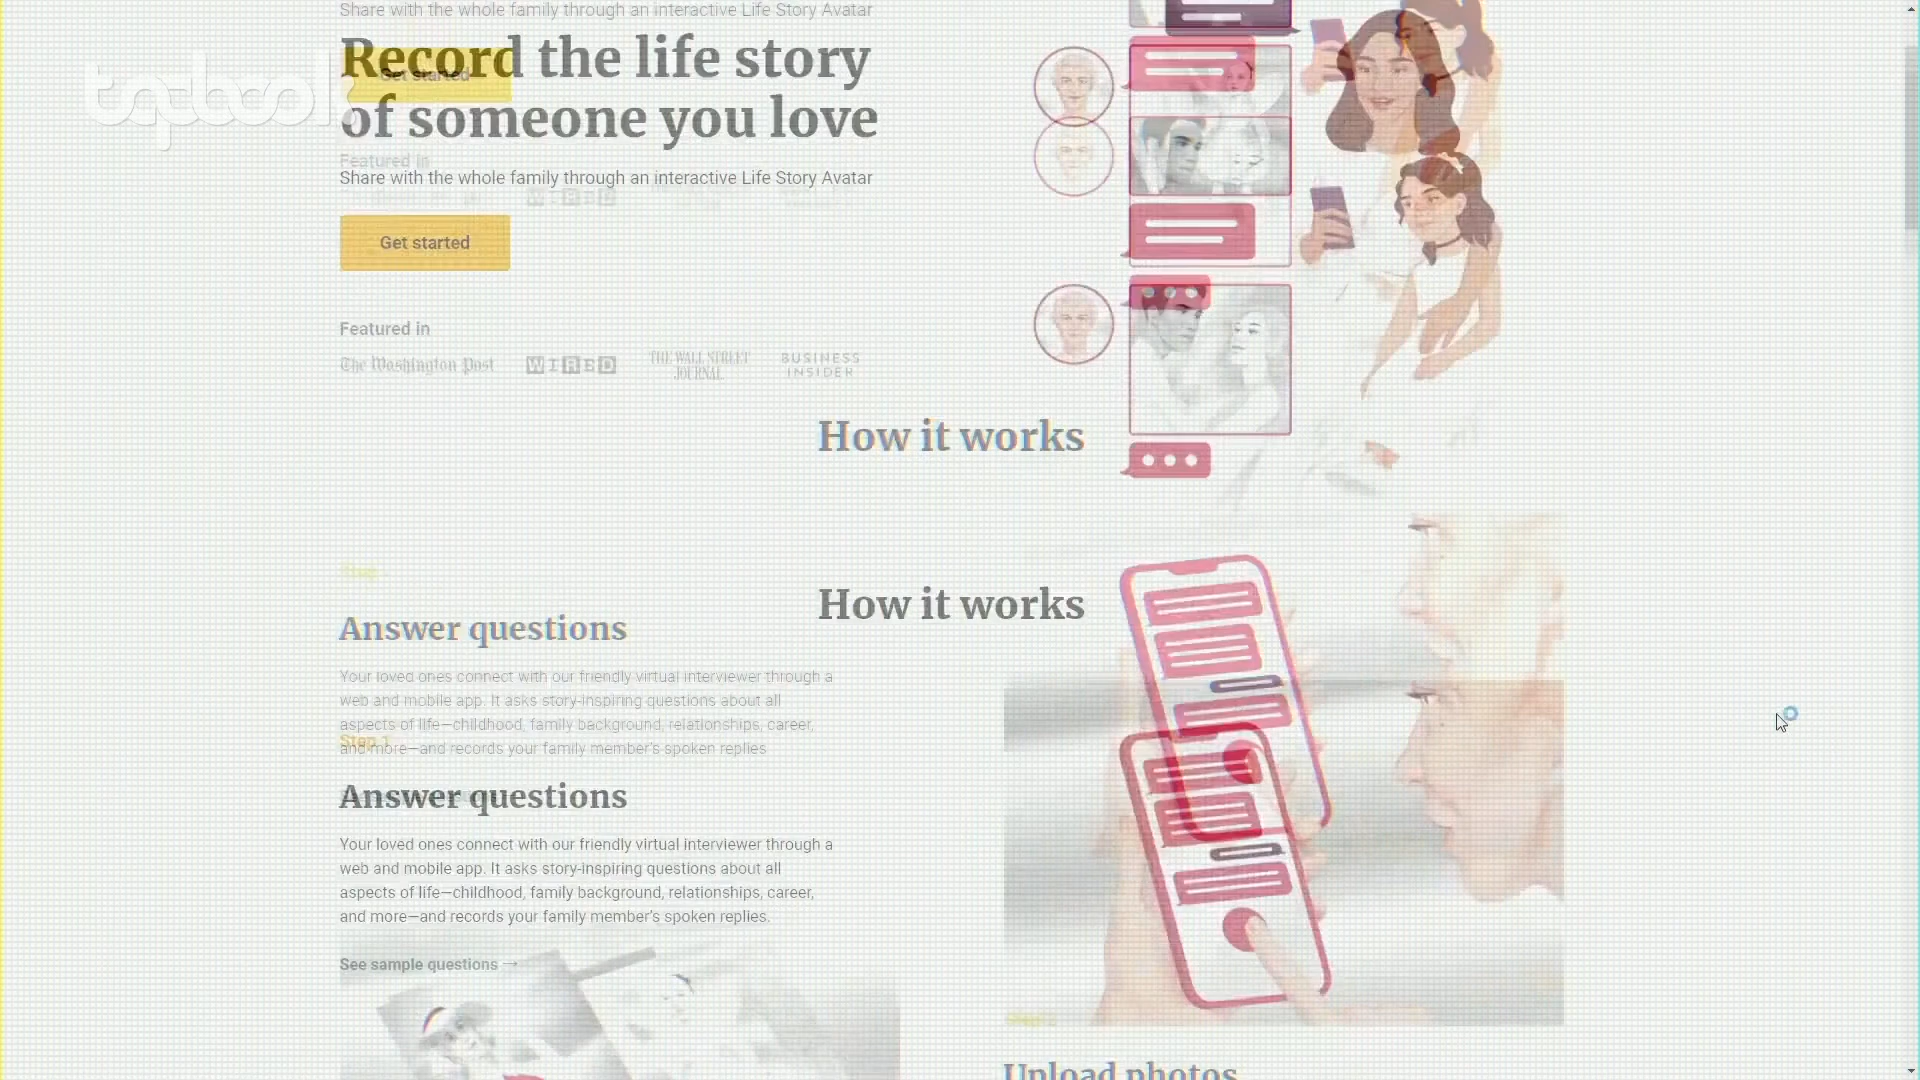 Share with the whole family through an interactive Life Story Avatar
Record the life story
of someone you love
Get started
Featured in
Share with the whole family through an interactive Life Story Avatar
WIRED
Get started
Featured in
The Washington Post
WIRED
THE WALL STREET
JOURNAL
BUSINESS
INSIDER
How it works
How it works
Answer questions
Your loved ones connect with our friendly virtual interviewer through a
web and mobile app. It asks story-inspiring questions about all
aspects of life—childhood, family background, relationships, career,
Step 1
and more—and records your family member's spoken replies
Answer questions
Your loved ones connect with our friendly virtual interviewer through a
web and mobile app. It asks story-inspiring questions about all
aspects of life—childhood, family background, relationships, career,
and more—and records your family member's spoken replies.
See sample questions →
Upload photos